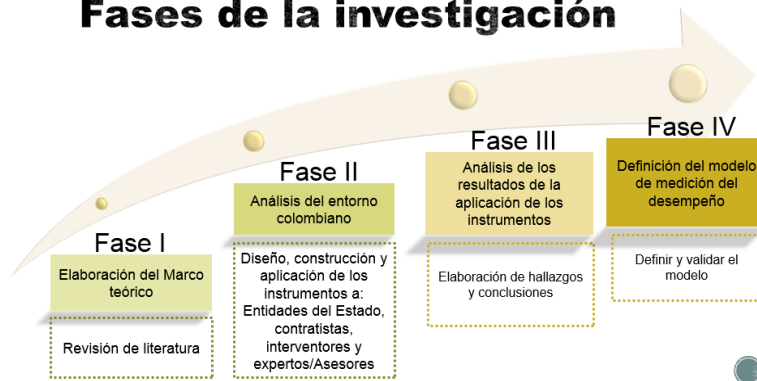 Fases de la investigación
Fase I
Elaboración del Marco
teórico
Revisión de literatura
Fase II
Análisis del entorno
colombiano
Diseño, construcción y
aplicación de los
instrumentos a:
Entidades del Estado,
contratistas,
interventores y
expertos/Asesores
Fase III
Análisis de los
resultados de la
aplicación de los
instrumentos
Elaboración de hallazgos
y conclusiones
Fase IV
Definición del modelo
de medición del
desempeño
Definir y validar el
modelo